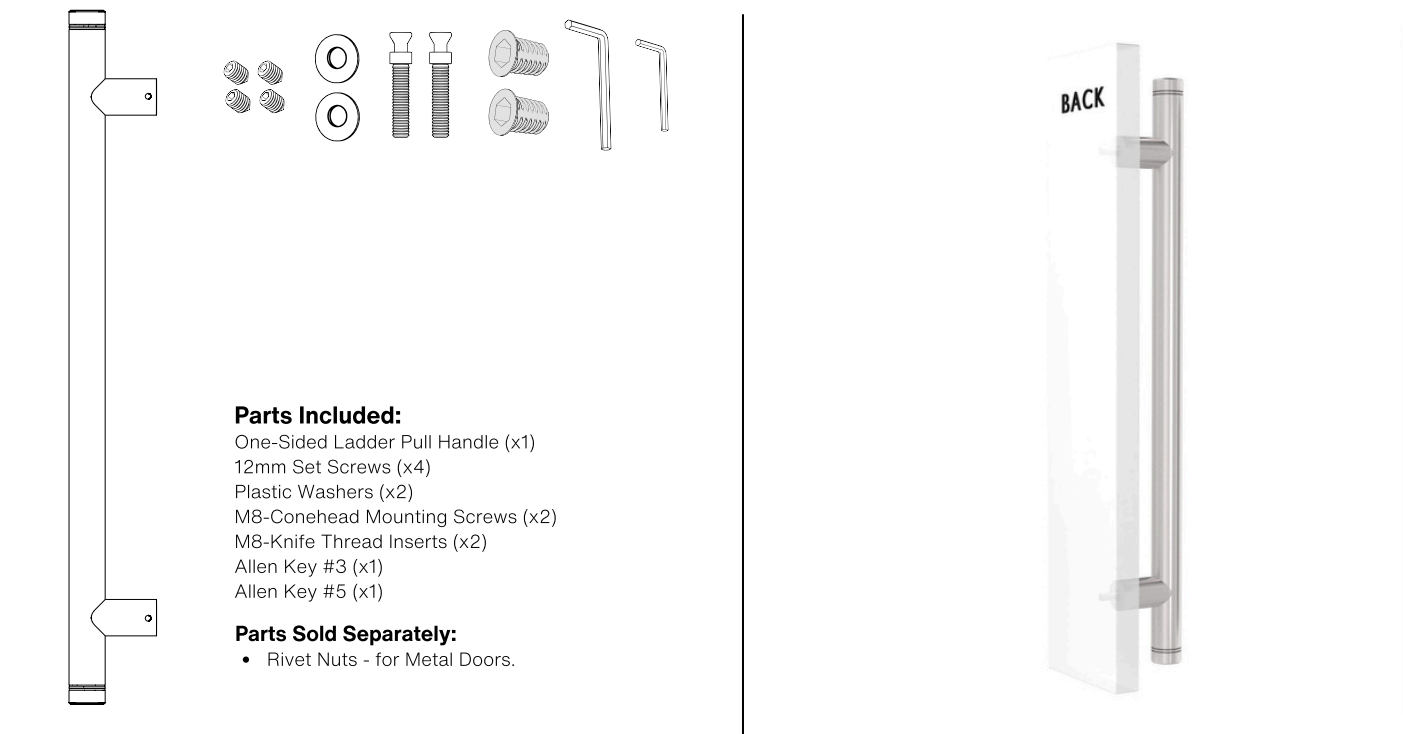 Parts Included:
One-Sided Ladder Pull Handle (x1)
12mm Set Screws (x4)
Plastic Washers (x2)
M8-Conehead Mounting Screws (x2)
M8-Knife Thread Inserts (x2)
Allen Key #3 (x1)
Allen Key #5 (x1)
Parts Sold Separately:
• Rivet Nuts - for Metal Doors.
BACK